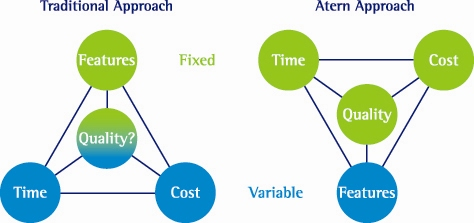 Traditional Approach
Atern Approach
Features
Fixed
Time
Cost
Quality?
Quality
Time
Cost
Variable
Features